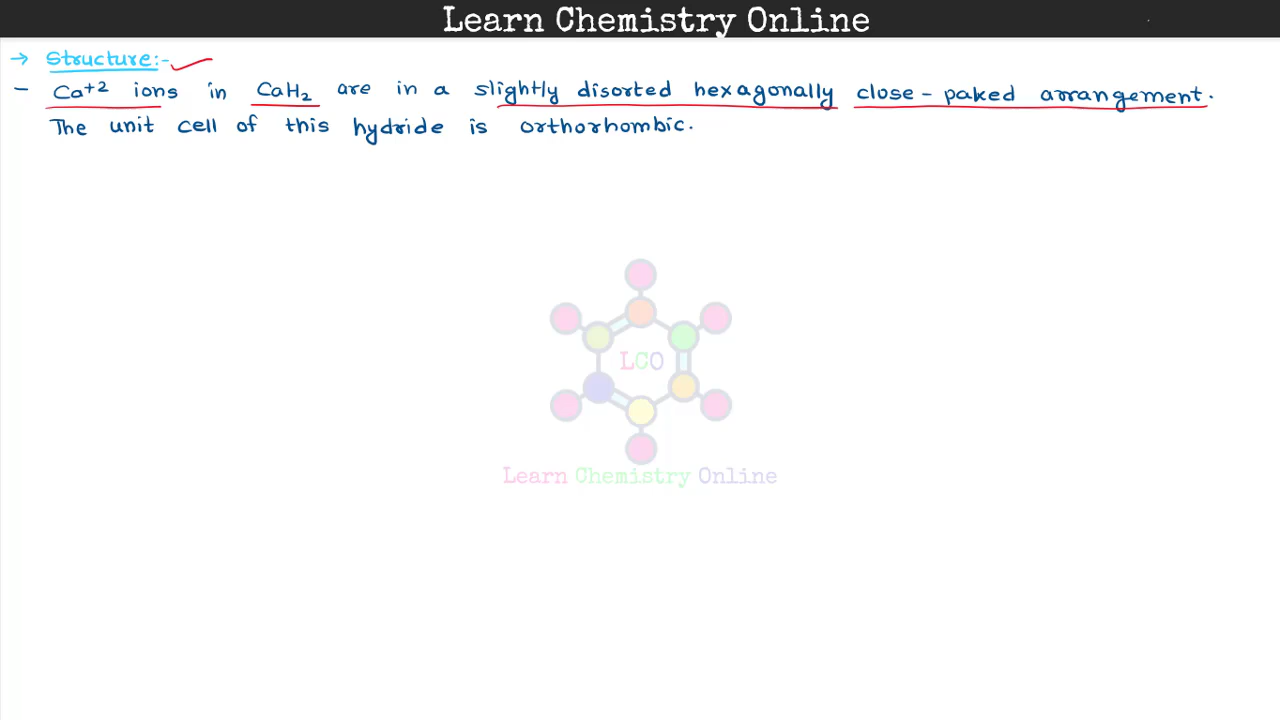 Learn Chemistry Online
→ Structure:-
- Ca+2 ions in CaH2 are in a slightly disorted hexagonally close-paked arrangement.
The unit cell of this hydride is orthorhombic.
LCO
Learn Chemistry Online